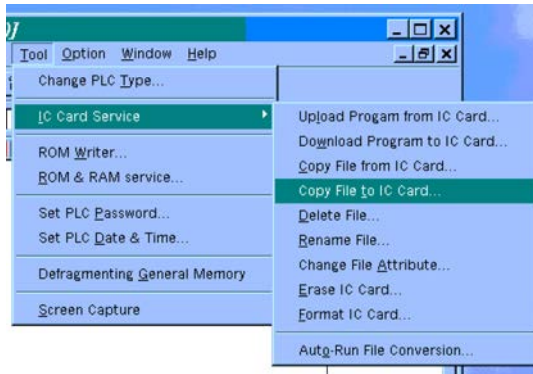 Tool Option Window Help
Change PLC Type...
IC Card Service
ROM Writer...
ROM & RAM service...
Set PLC Password...
Set PLC Date & Time...
Defragmenting General Memory
Screen Capture
Upload Progam from IC Card...
Download Program to IC Card...
Copy File from IC Card...
Copy File to IC Card...
Delete File...
Rename File...
Change File Attribute...
Erase IC Card...
Format IC Card...
Auto-Run File Conversion...